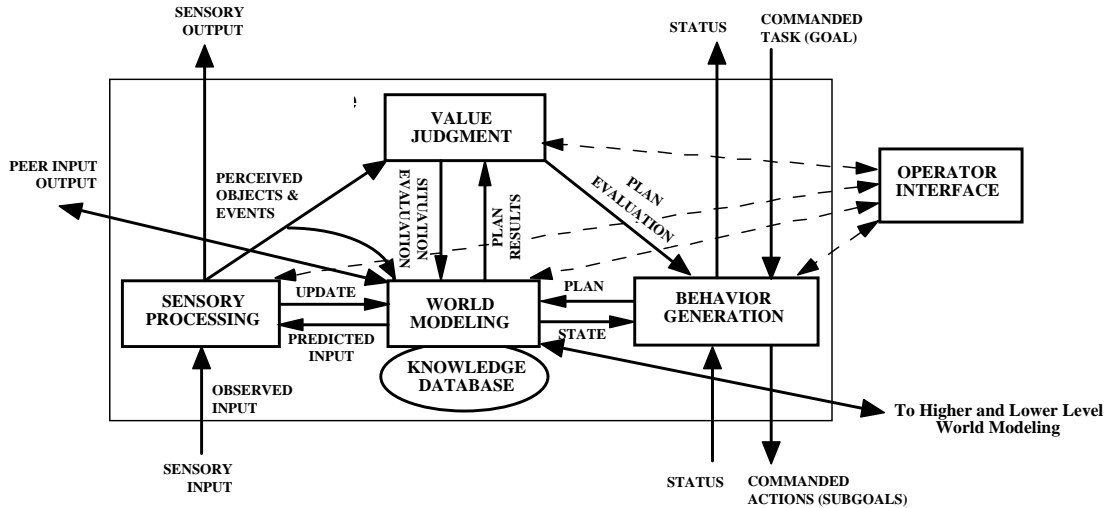 SENSORY
OUTPUT
STATUS
COMMANDED
TASK (GOAL)
VALUE
JUDGMENT
PEER INPUT
OUTPUT
PERCEIVED
OBJECTS &
EVENTS
SITUATION
EVALUATION
PLAN
RESULTS
PLAN
EVALUATION
OPERATOR
INTERFACE
SENSORY
PROCESSING
UPDATE
PREDICTED
INPUT
WORLD
MODELING
PLAN
STATE
BEHAVIOR
GENERATION
KNOWLEDGE
DATABASE
OBSERVED
INPUT
To Higher and Lower Level
World Modeling
SENSORY
INPUT
STATUS
COMMANDED
ACTIONS (SUBGOALS)